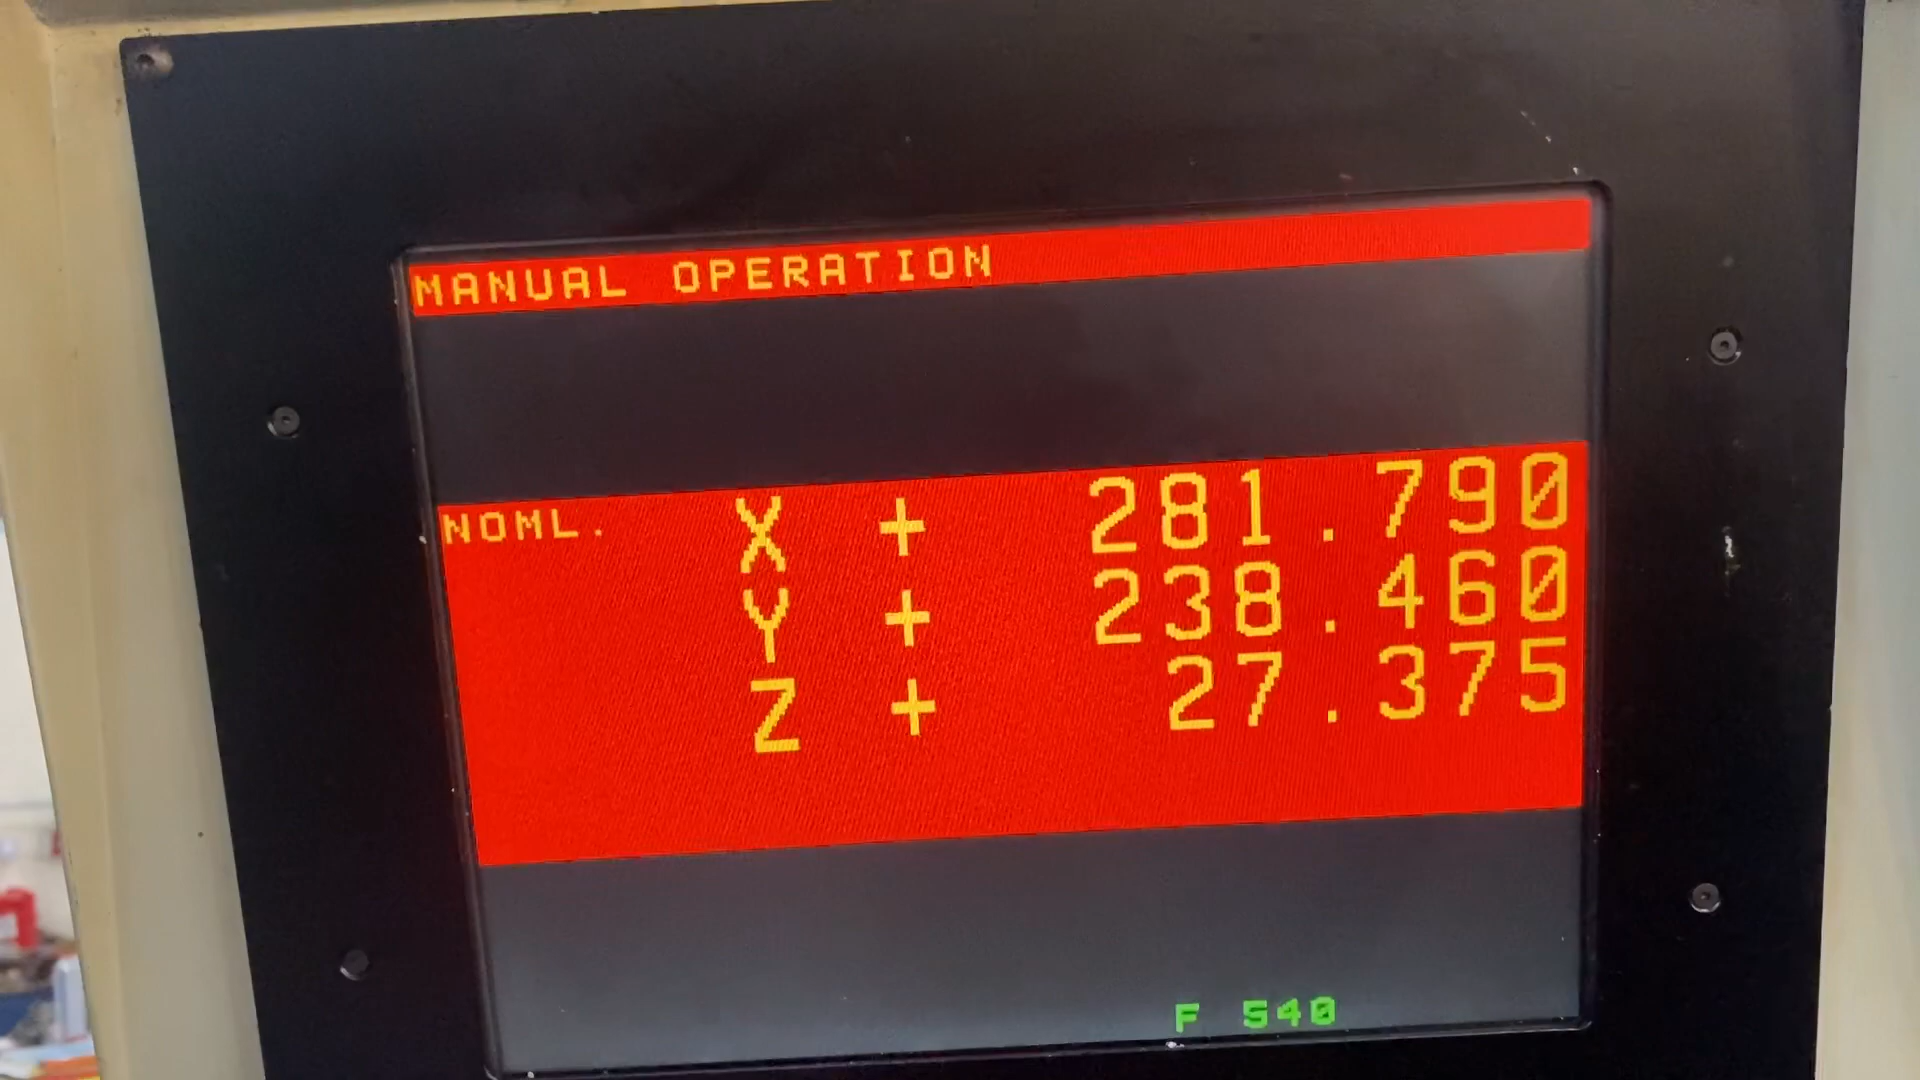 MANUAL OPERATION
NOML. X + 281.790
Y + 238.460
Z + 27.375
F 540